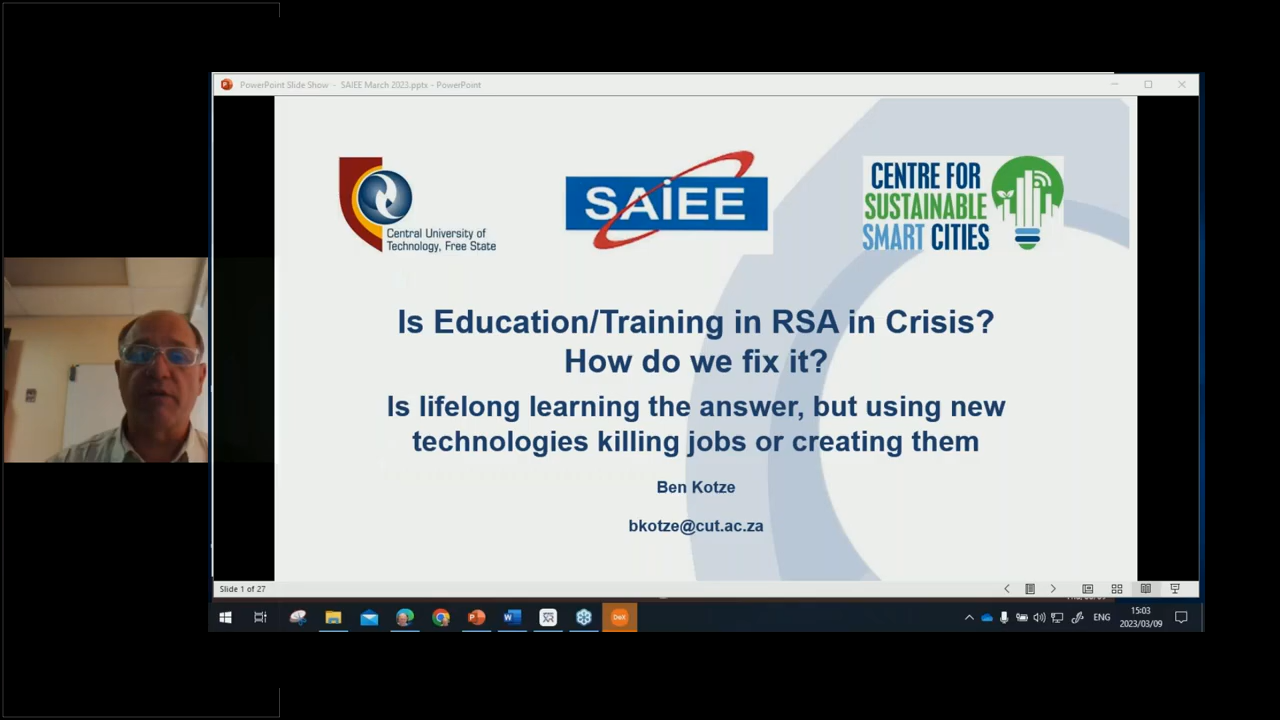 PowerPoint Slide Show - SAIEE March 2023.pptx - PowerPoint
Central University of
Technology, Free State
SAiEE
CENTRE FOR
SUSTAINABLE
SMART CITIES
Is Education/Training in RSA in Crisis?
How do we fix it?
Is lifelong learning the answer, but using new
technologies killing jobs or creating them
Ben Kotze
bkotze@cut.ac.za
Slide 1 of 27
ENG
15:03
2023/03/09